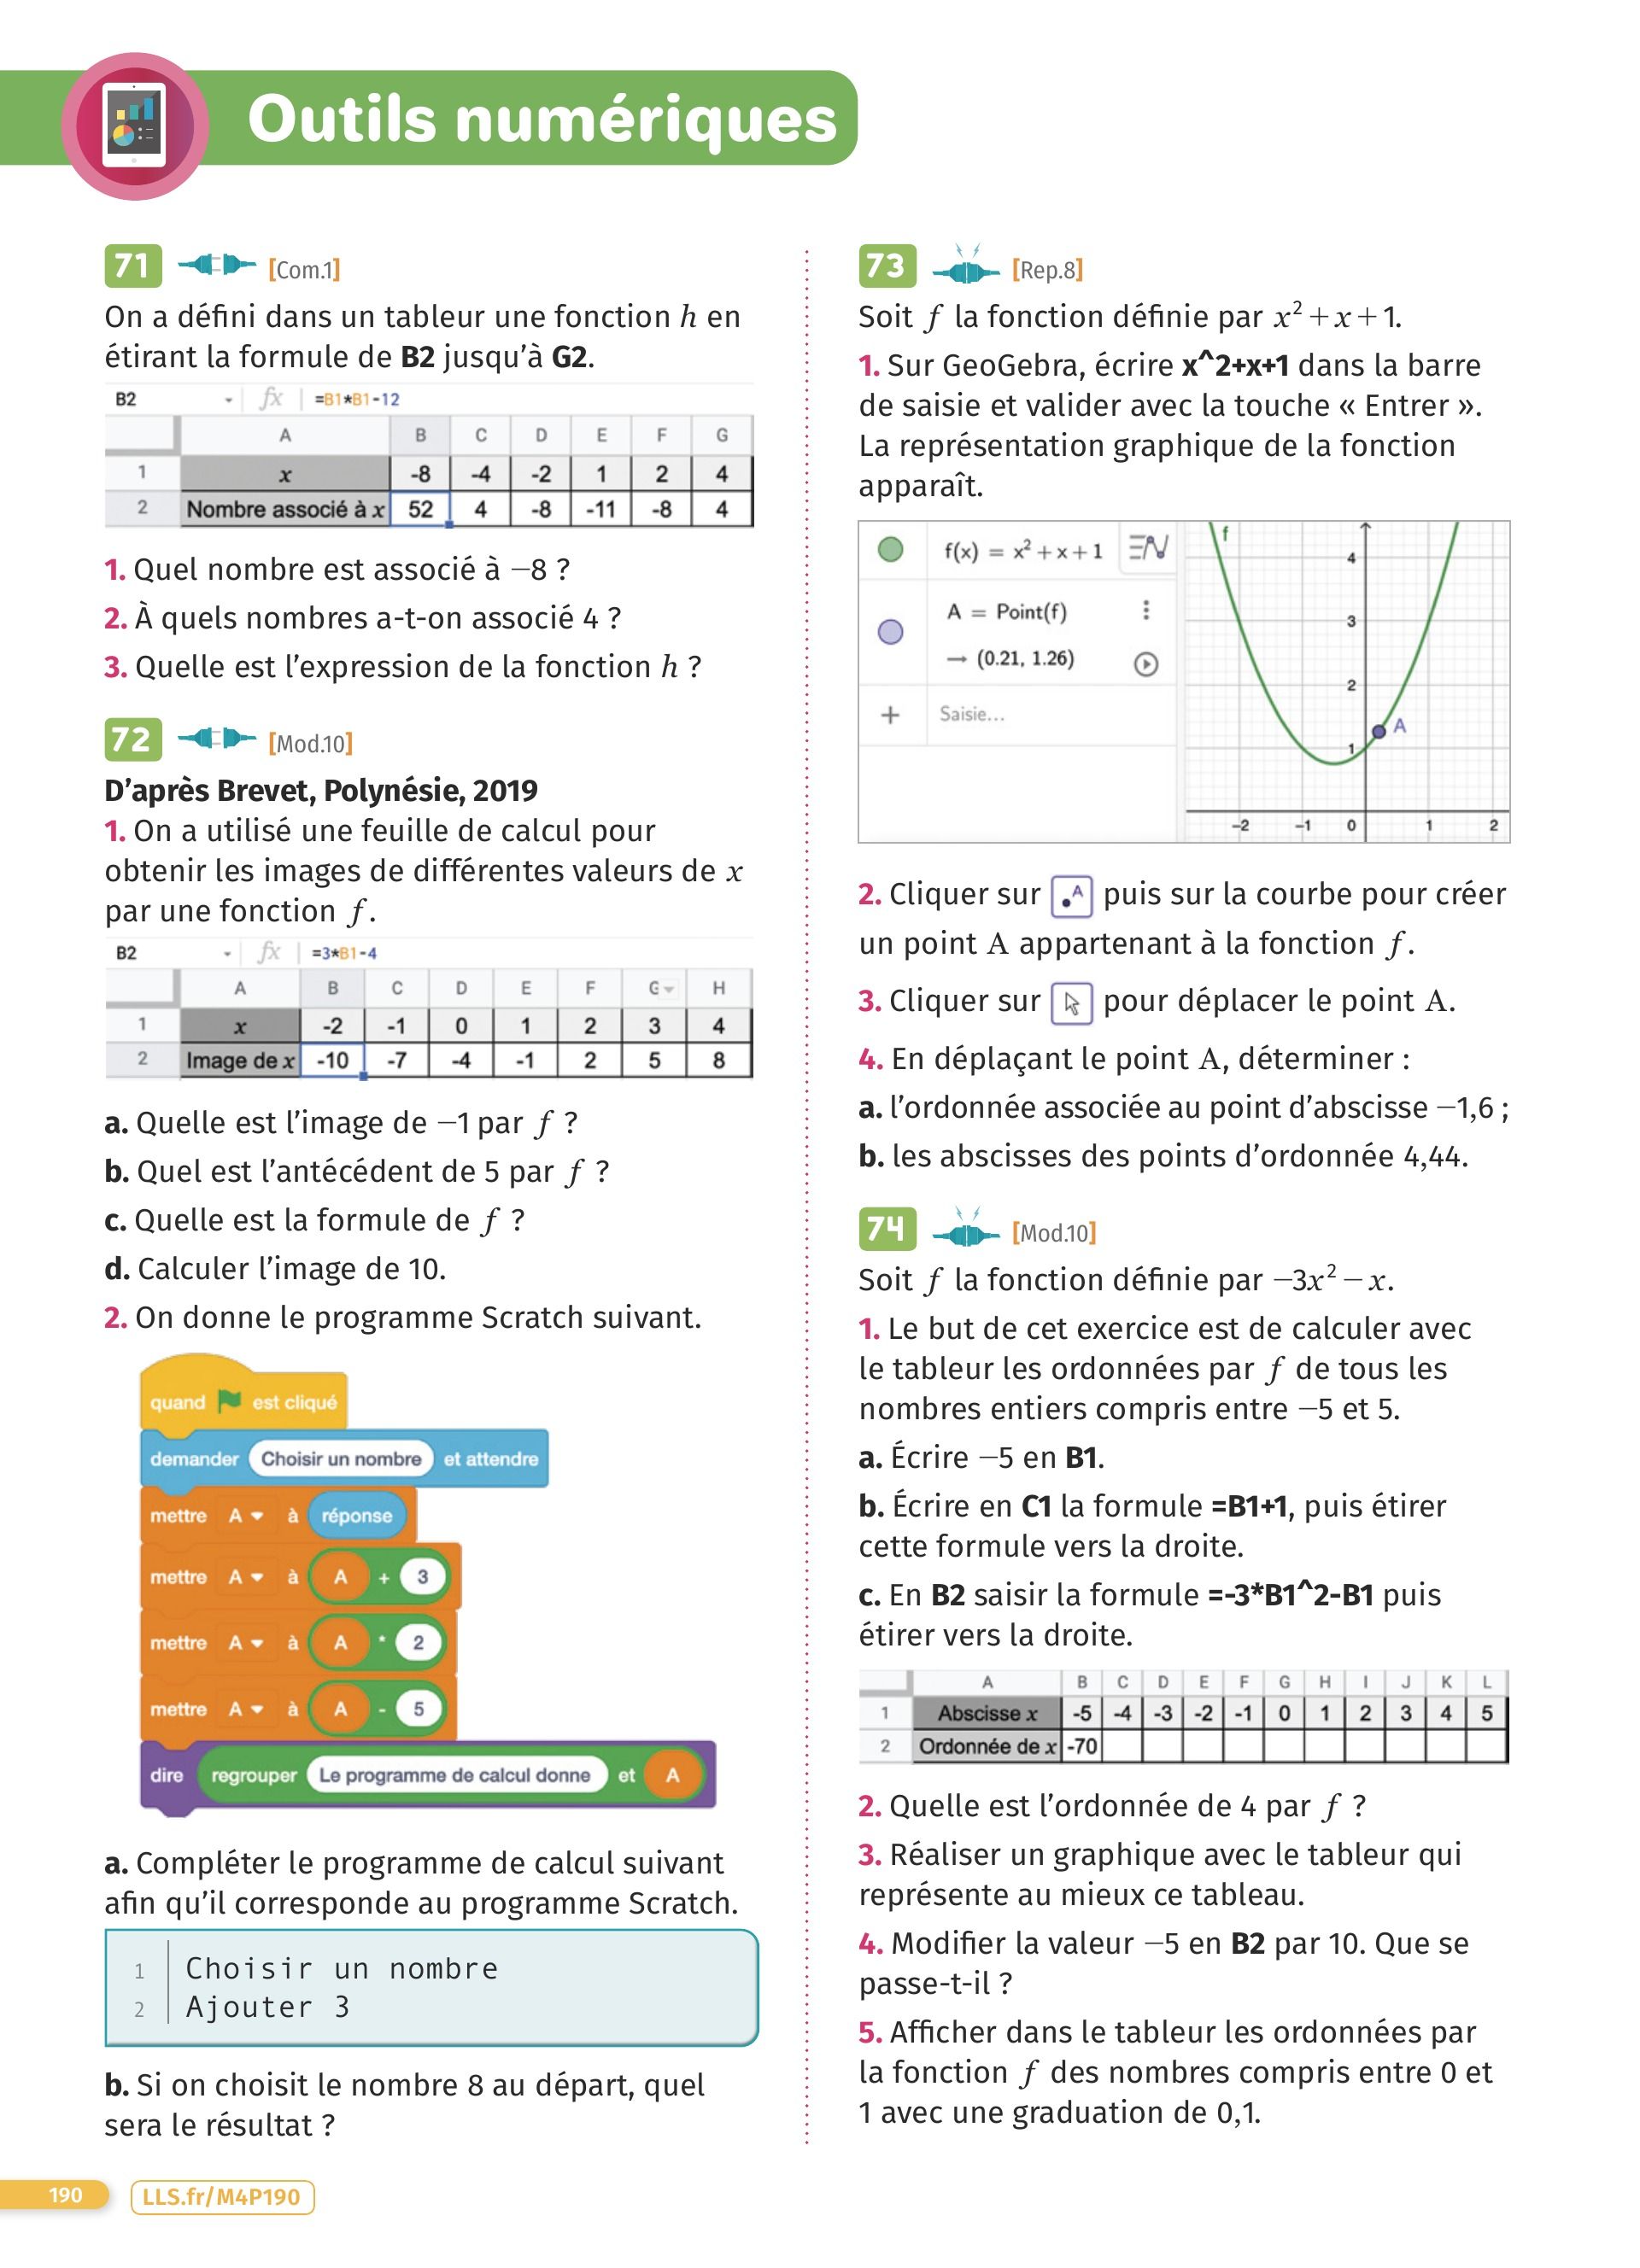 Outils numériques
71 [Com.1]
On a défini dans un tableur une fonction h en
étirant la formule de B2 jusqu'à G2.
B2 fx =B1*B1-12
A B C D E F G
1 x -8 -4 -2 1 2 4
2 Nombre associé à x 52 4 -8 -11 -8 4
1. Quel nombre est associé à −8 ?
2. À quels nombres a-t-on associé 4 ?
3. Quelle est l'expression de la fonction h ?
72 [Mod.10]
D'après Brevet, Polynésie, 2019
1. On a utilisé une feuille de calcul pour
obtenir les images de différentes valeurs de x
par une fonction f.
B2 fx =3*B1-4
A B C D E F G H
1 x -2 -1 0 1 2 3 4
2 Image de x -10 -7 -4 -1 2 5 8
a. Quelle est l'image de −1 par f ?
b. Quel est l'antécédent de 5 par f ?
c. Quelle est la formule de f ?
d. Calculer l'image de 10.
2. On donne le programme Scratch suivant.
quand est cliqué
demander Choisir un nombre et attendre
mettre A à réponse
mettre A à A + 3
mettre A à A * 2
mettre A à A - 5
dire regrouper Le programme de calcul donne et A
a. Compléter le programme de calcul suivant
afin qu'il corresponde au programme Scratch.
1 Choisir un nombre
2 Ajouter 3
b. Si on choisit le nombre 8 au départ, quel
sera le résultat ?
73 [Rep.8]
Soit f la fonction définie par x² + x + 1.
1. Sur GeoGebra, écrire x^2+x+1 dans la barre
de saisie et valider avec la touche « Entrer ».
La représentation graphique de la fonction
apparaît.
f(x) = x² + x + 1
A = Point(f)
→ (0.21, 1.26)
+ Saisie...
f
4
3
2
A
1
−2 −1 0 1 2
2. Cliquer sur A puis sur la courbe pour créer
un point A appartenant à la fonction f.
3. Cliquer sur pour déplacer le point A.
4. En déplaçant le point A, déterminer :
a. l'ordonnée associée au point d'abscisse −1,6 ;
b. les abscisses des points d'ordonnée 4,44.
74 [Mod.10]
Soit f la fonction définie par −3x² − x.
1. Le but de cet exercice est de calculer avec
le tableur les ordonnées par f de tous les
nombres entiers compris entre −5 et 5.
a. Écrire −5 en B1.
b. Écrire en C1 la formule =B1+1, puis étirer
cette formule vers la droite.
c. En B2 saisir la formule =-3*B1^2-B1 puis
étirer vers la droite.
A B C D E F G H I J K L
1 Abscisse x -5 -4 -3 -2 -1 0 1 2 3 4 5
2 Ordonnée de x -70
2. Quelle est l'ordonnée de 4 par f ?
3. Réaliser un graphique avec le tableur qui
représente au mieux ce tableau.
4. Modifier la valeur −5 en B2 par 10. Que se
passe-t-il ?
5. Afficher dans le tableur les ordonnées par
la fonction f des nombres compris entre 0 et
1 avec une graduation de 0,1.
190 LLS.fr/M4P190